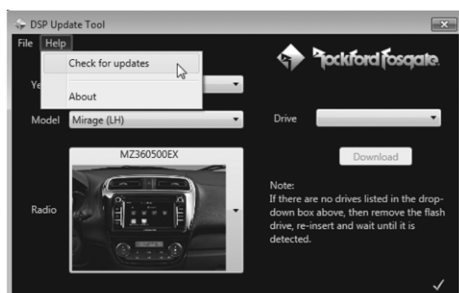 DSP Update Tool
File Help
Check for updates
About
Rockford Fosgate
Ye
Model Mirage (LH)
Drive
MZ360500EX
Download
Radio
Note:
If there are no drives listed in the drop-
down box above, then remove the flash
drive, re-insert and wait until it is
detected.